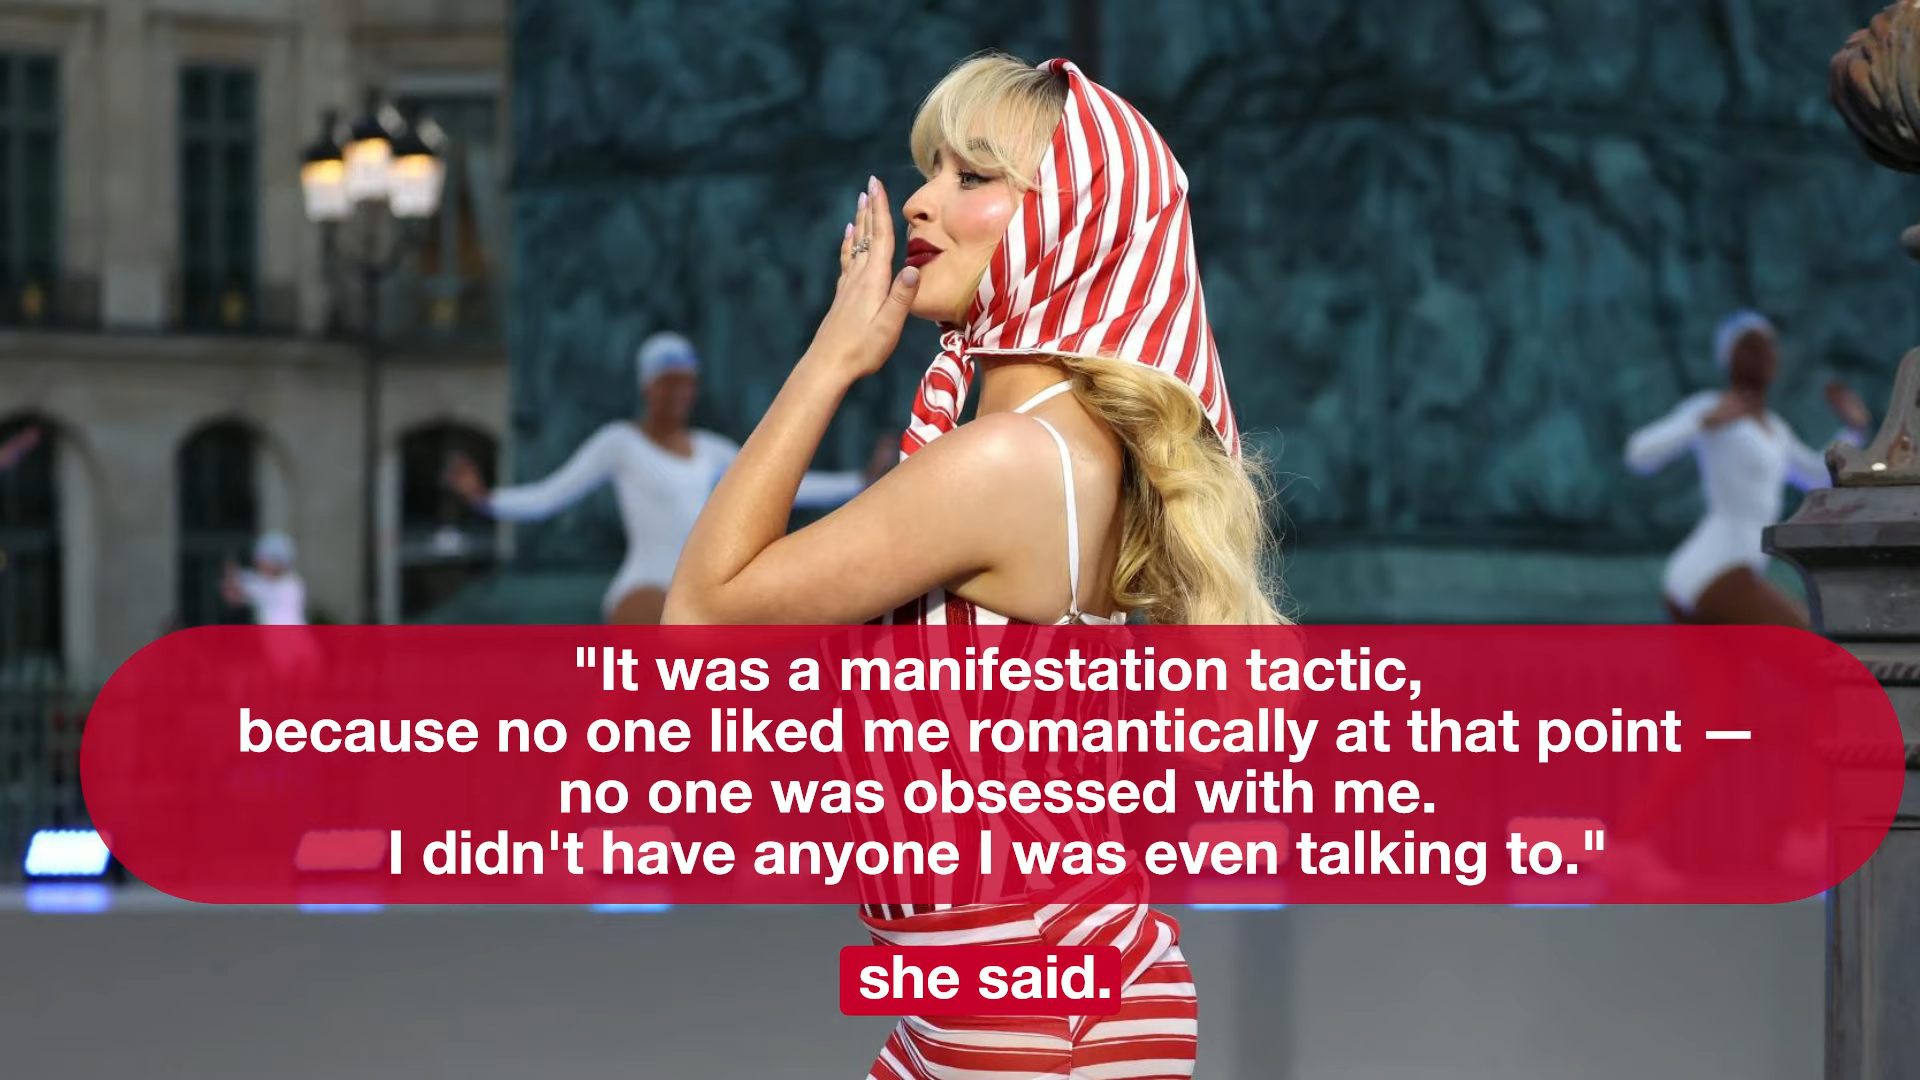 "It was a manifestation tactic,
because no one liked me romantically at that point —
no one was obsessed with me.
I didn't have anyone I was even talking to."
she said.